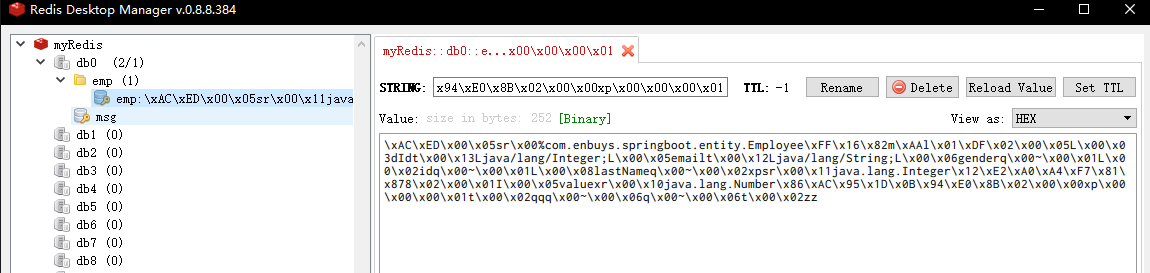 Redis Desktop Manager v.0.8.8.384
myRedis
db0 (2/1)
emp (1)
emp:\xAC\xED\x00\x05sr\x00\x11java
msg
db1 (0)
db2 (0)
db3 (0)
db4 (0)
db5 (0)
db6 (0)
db7 (0)
db8 (0)
myRedis::db0::e...x00\x00\x00\x01
STRING: x94\xE0\x8B\x02\x00\x00xp\x00\x00\x00\x01 TTL: -1 Rename Delete Reload Value Set TTL
Value: size in bytes: 252 [Binary] View as: HEX
\xAC\xED\x00\x05sr\x00%com.enbuys.springboot.entity.Employee\xFF\x16\x82m\xAAl\x01\xDF\x02\x00\x05L\x00\x0
3dIdt\x00\x13Ljava/lang/Integer;L\x00\x05emailt\x00\x12Ljava/lang/String;L\x00\x06genderq\x00~\x00\x01L\x0
0\x02idq\x00~\x00\x01L\x00\x08lastNameq\x00~\x00\x02xpsr\x00\x11java.lang.Integer\x12\xE2\xA0\xA4\xF7\x81\
x878\x02\x00\x01I\x00\x05valuexr\x00\x10java.lang.Number\x86\xAC\x95\x1D\x0B\x94\xE0\x8B\x02\x00\x00xp\x00
\x00\x00\x01t\x00\x02qqq\x00~\x00\x06q\x00~\x00\x06t\x00\x02zz